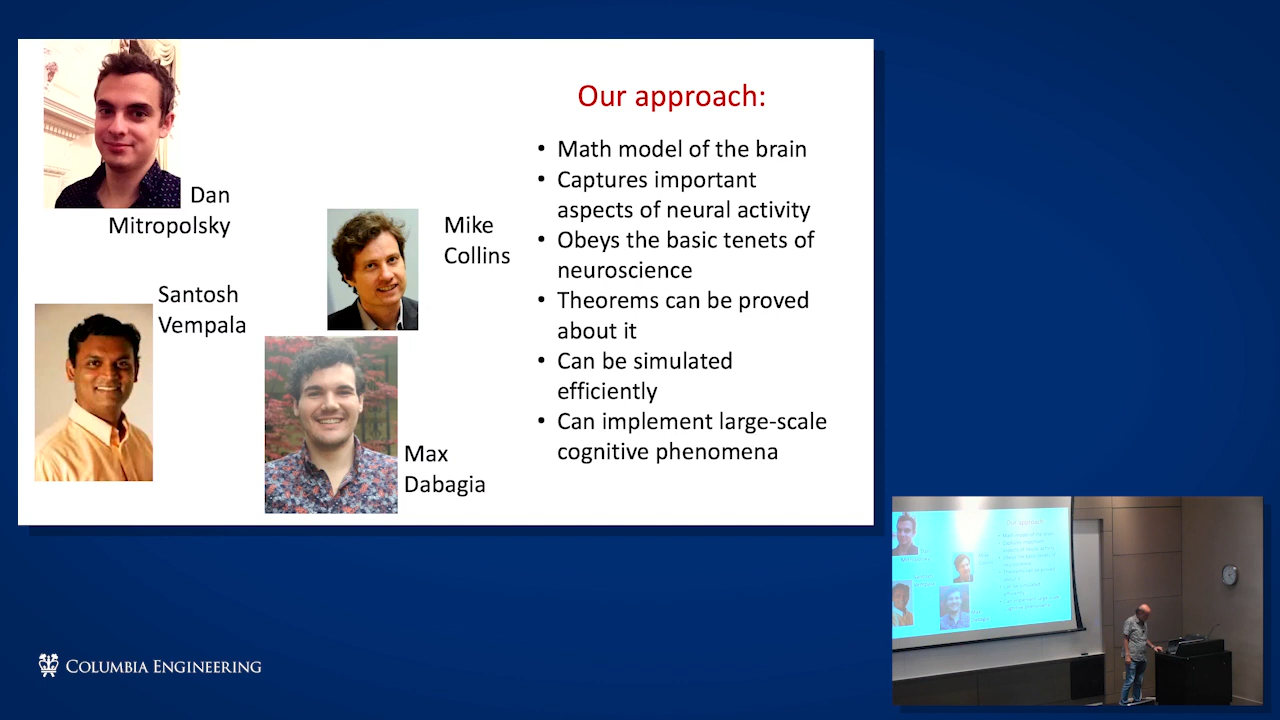 Our approach:
• Math model of the brain
• Captures important
aspects of neural activity
• Obeys the basic tenets of
neuroscience
• Theorems can be proved
about it
• Can be simulated
efficiently
• Can implement large-scale
cognitive phenomena
Dan
Mitropolsky
Mike
Collins
Santosh
Vempala
Max
Dabagia
COLUMBIA ENGINEERING